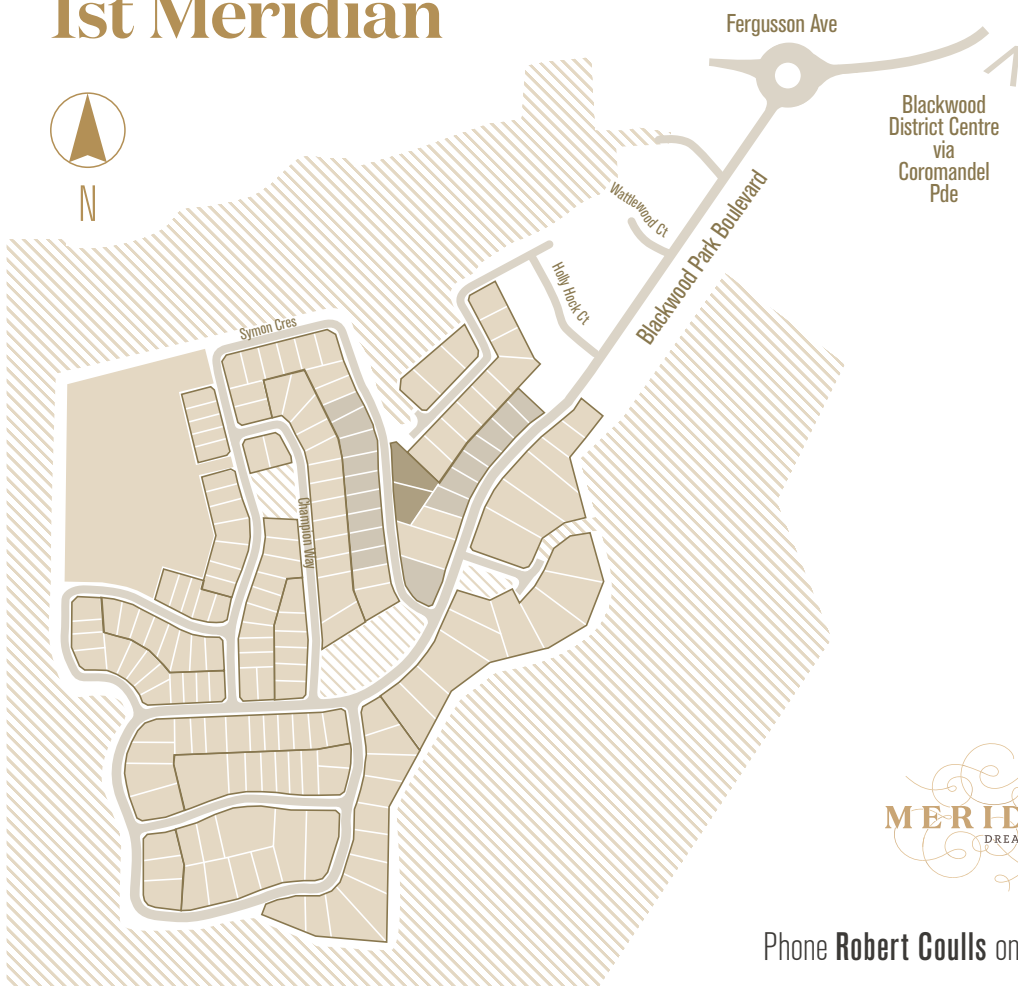 1st Meridian
Fergusson Ave
Blackwood
District Centre
via
Coromandel
Pde
N
Wattlewood Ct
Blackwood Park Boulevard
Holly Hock Ct
Symon Cres
Champion Way
MERID
DREA
Phone Robert Coulls on